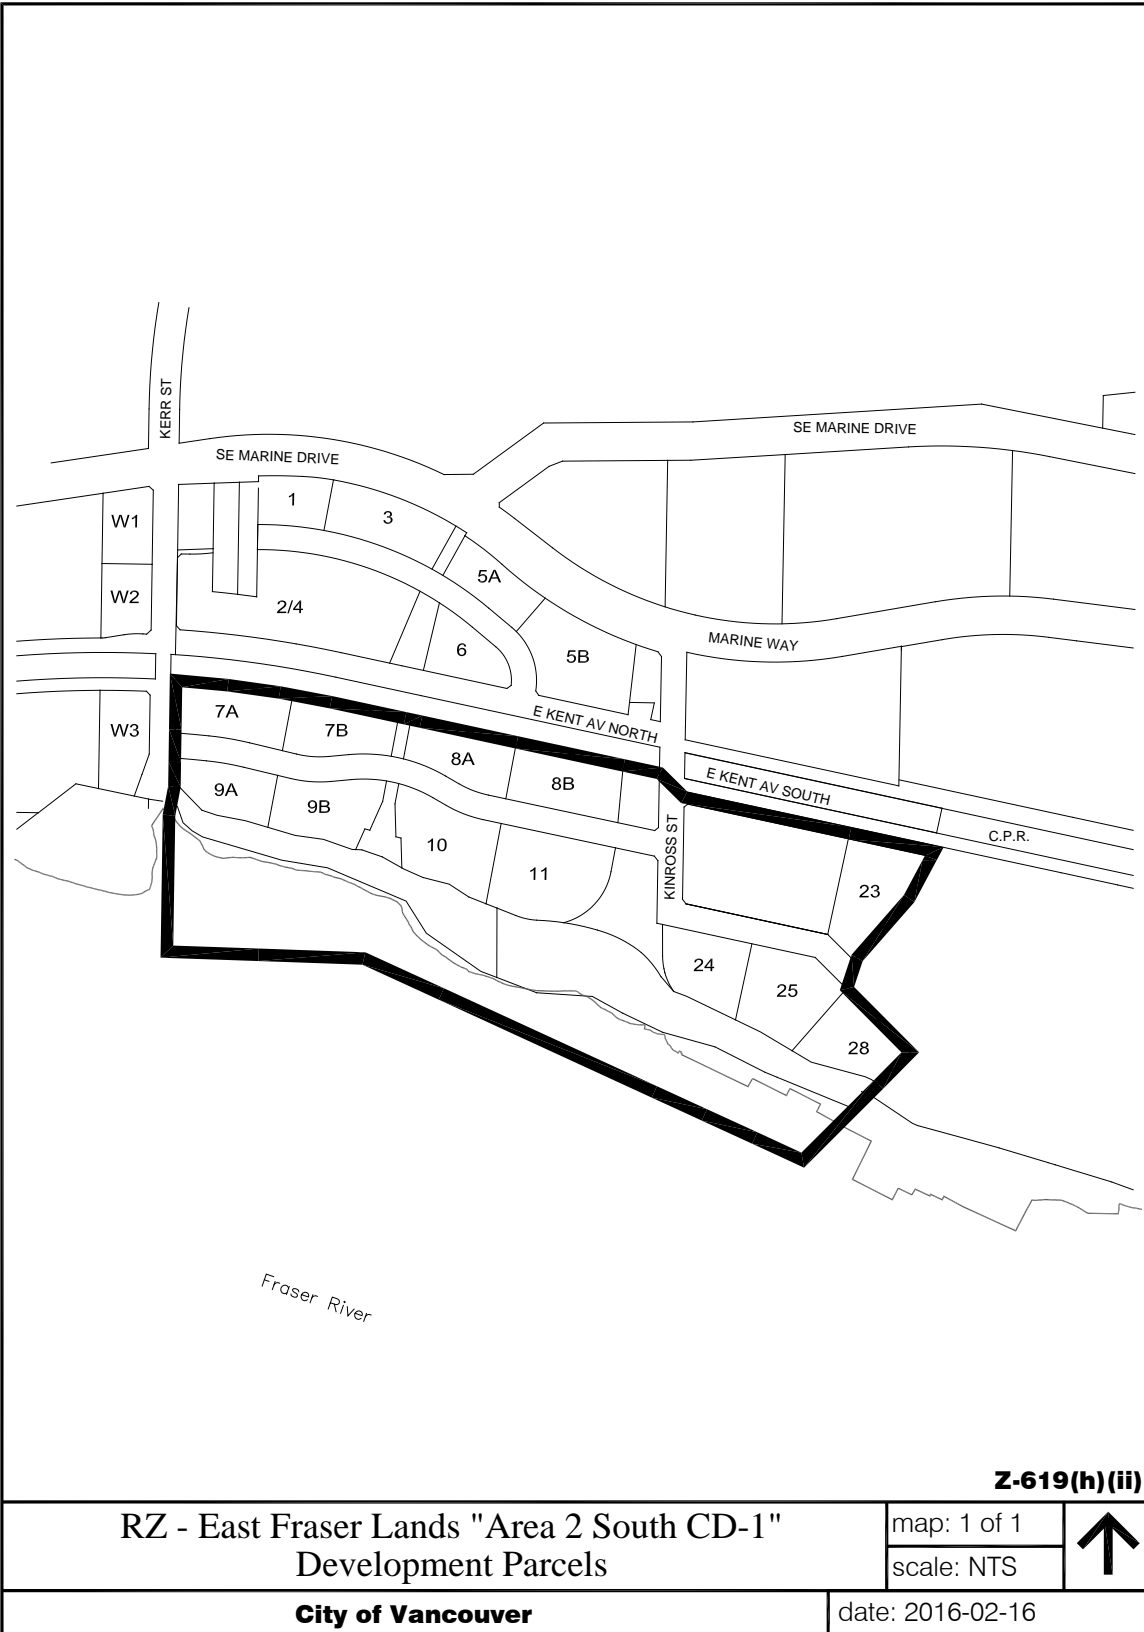 KERR ST
SE MARINE DRIVE
SE MARINE DRIVE
1
3
W1
5A
W2
2/4
6
5B
MARINE WAY
7A
7B
E KENT AV NORTH
W3
8A
8B
E KENT AV SOUTH
9A
9B
10
KINROSS ST
C.P.R.
11
23
24
25
28
Fraser River
Z-619(h)(ii)
RZ - East Fraser Lands "Area 2 South CD-1"
Development Parcels
map: 1 of 1
scale: NTS
City of Vancouver
date: 2016-02-16